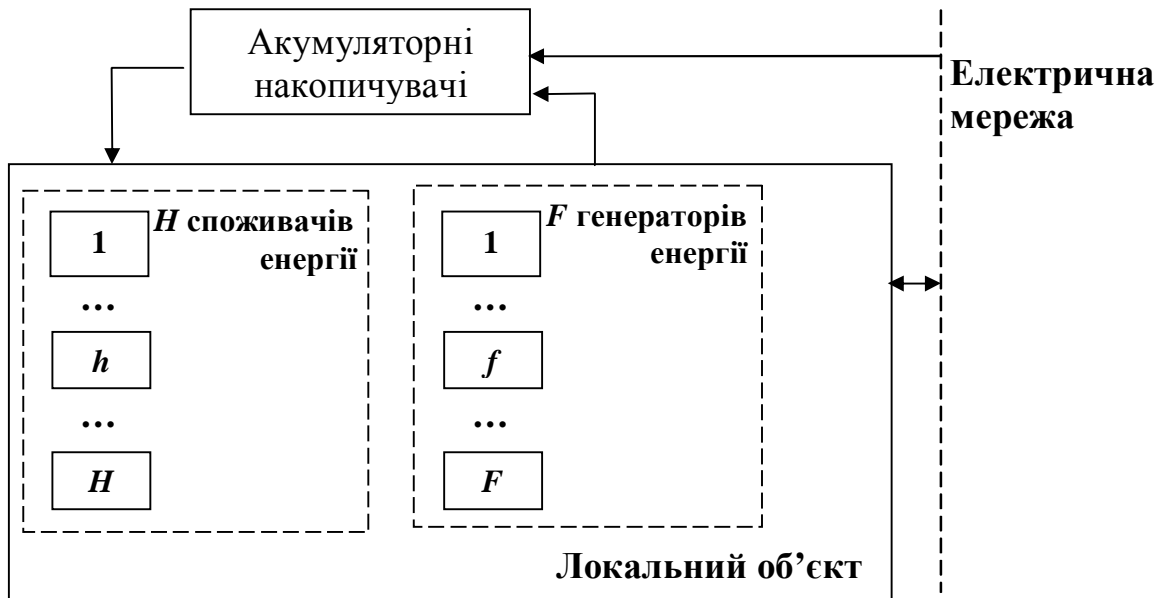 Акумуляторні
накопичувачі
Електрична
мережа
H споживачів
енергії
1
...
h
...
H
F генераторів
енергії
1
...
f
...
F
Локальний об’єкт